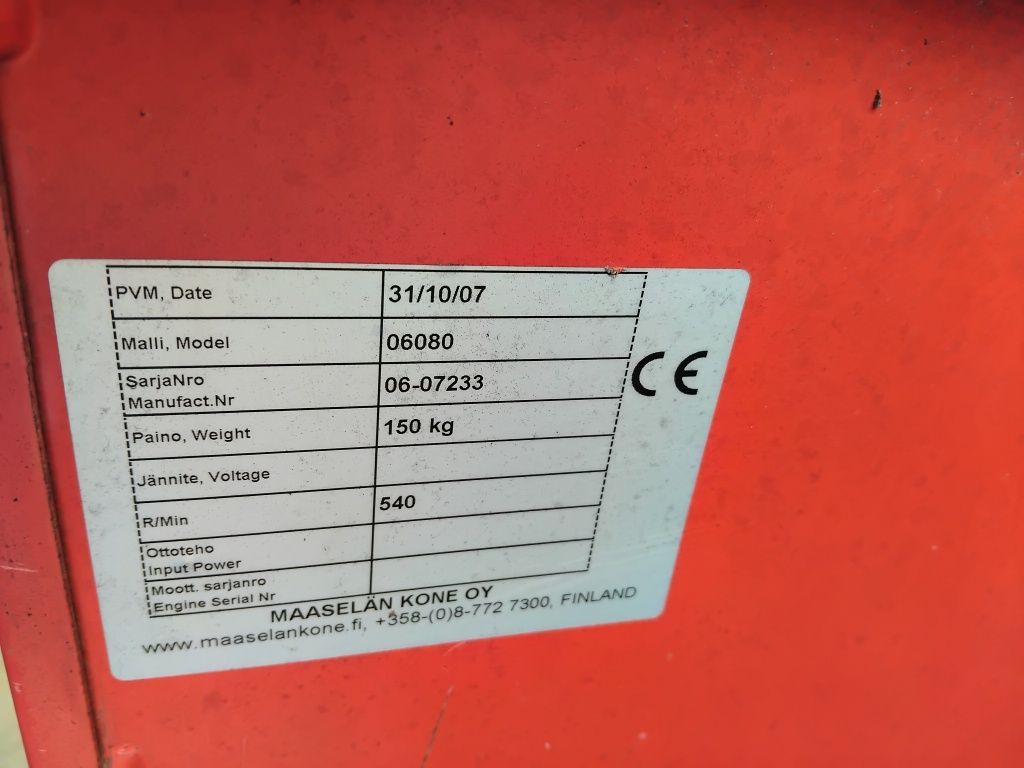 PVM, Date 31/10/07
Malli, Model 06080
SarjaNro
Manufact.Nr 06-07233
Paino, Weight 150 kg
Jännite, Voltage
R/Min 540
Ottoteho
Input Power
Moott. sarjanro
Engine Serial Nr
MAASELÄN KONE OY
www.maaselankone.fi, +358-(0)8-772 7300, FINLAND
CE